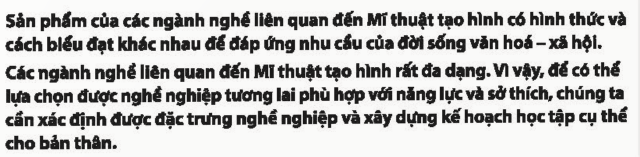 Sản phẩm của các ngành nghề liên quan đến Mĩ thuật tạo hình có hình thức và
cách biểu đạt khác nhau để đáp ứng nhu cầu của đời sống văn hoá – xã hội.
Các ngành nghề liên quan đến Mĩ thuật tạo hình rất đa dạng. Vì vậy, để có thể
lựa chọn được nghề nghiệp tương lai phù hợp với năng lực và sở thích, chúng ta
cần xác định được đặc trưng nghề nghiệp và xây dựng kế hoạch học tập cụ thể
cho bản thân.